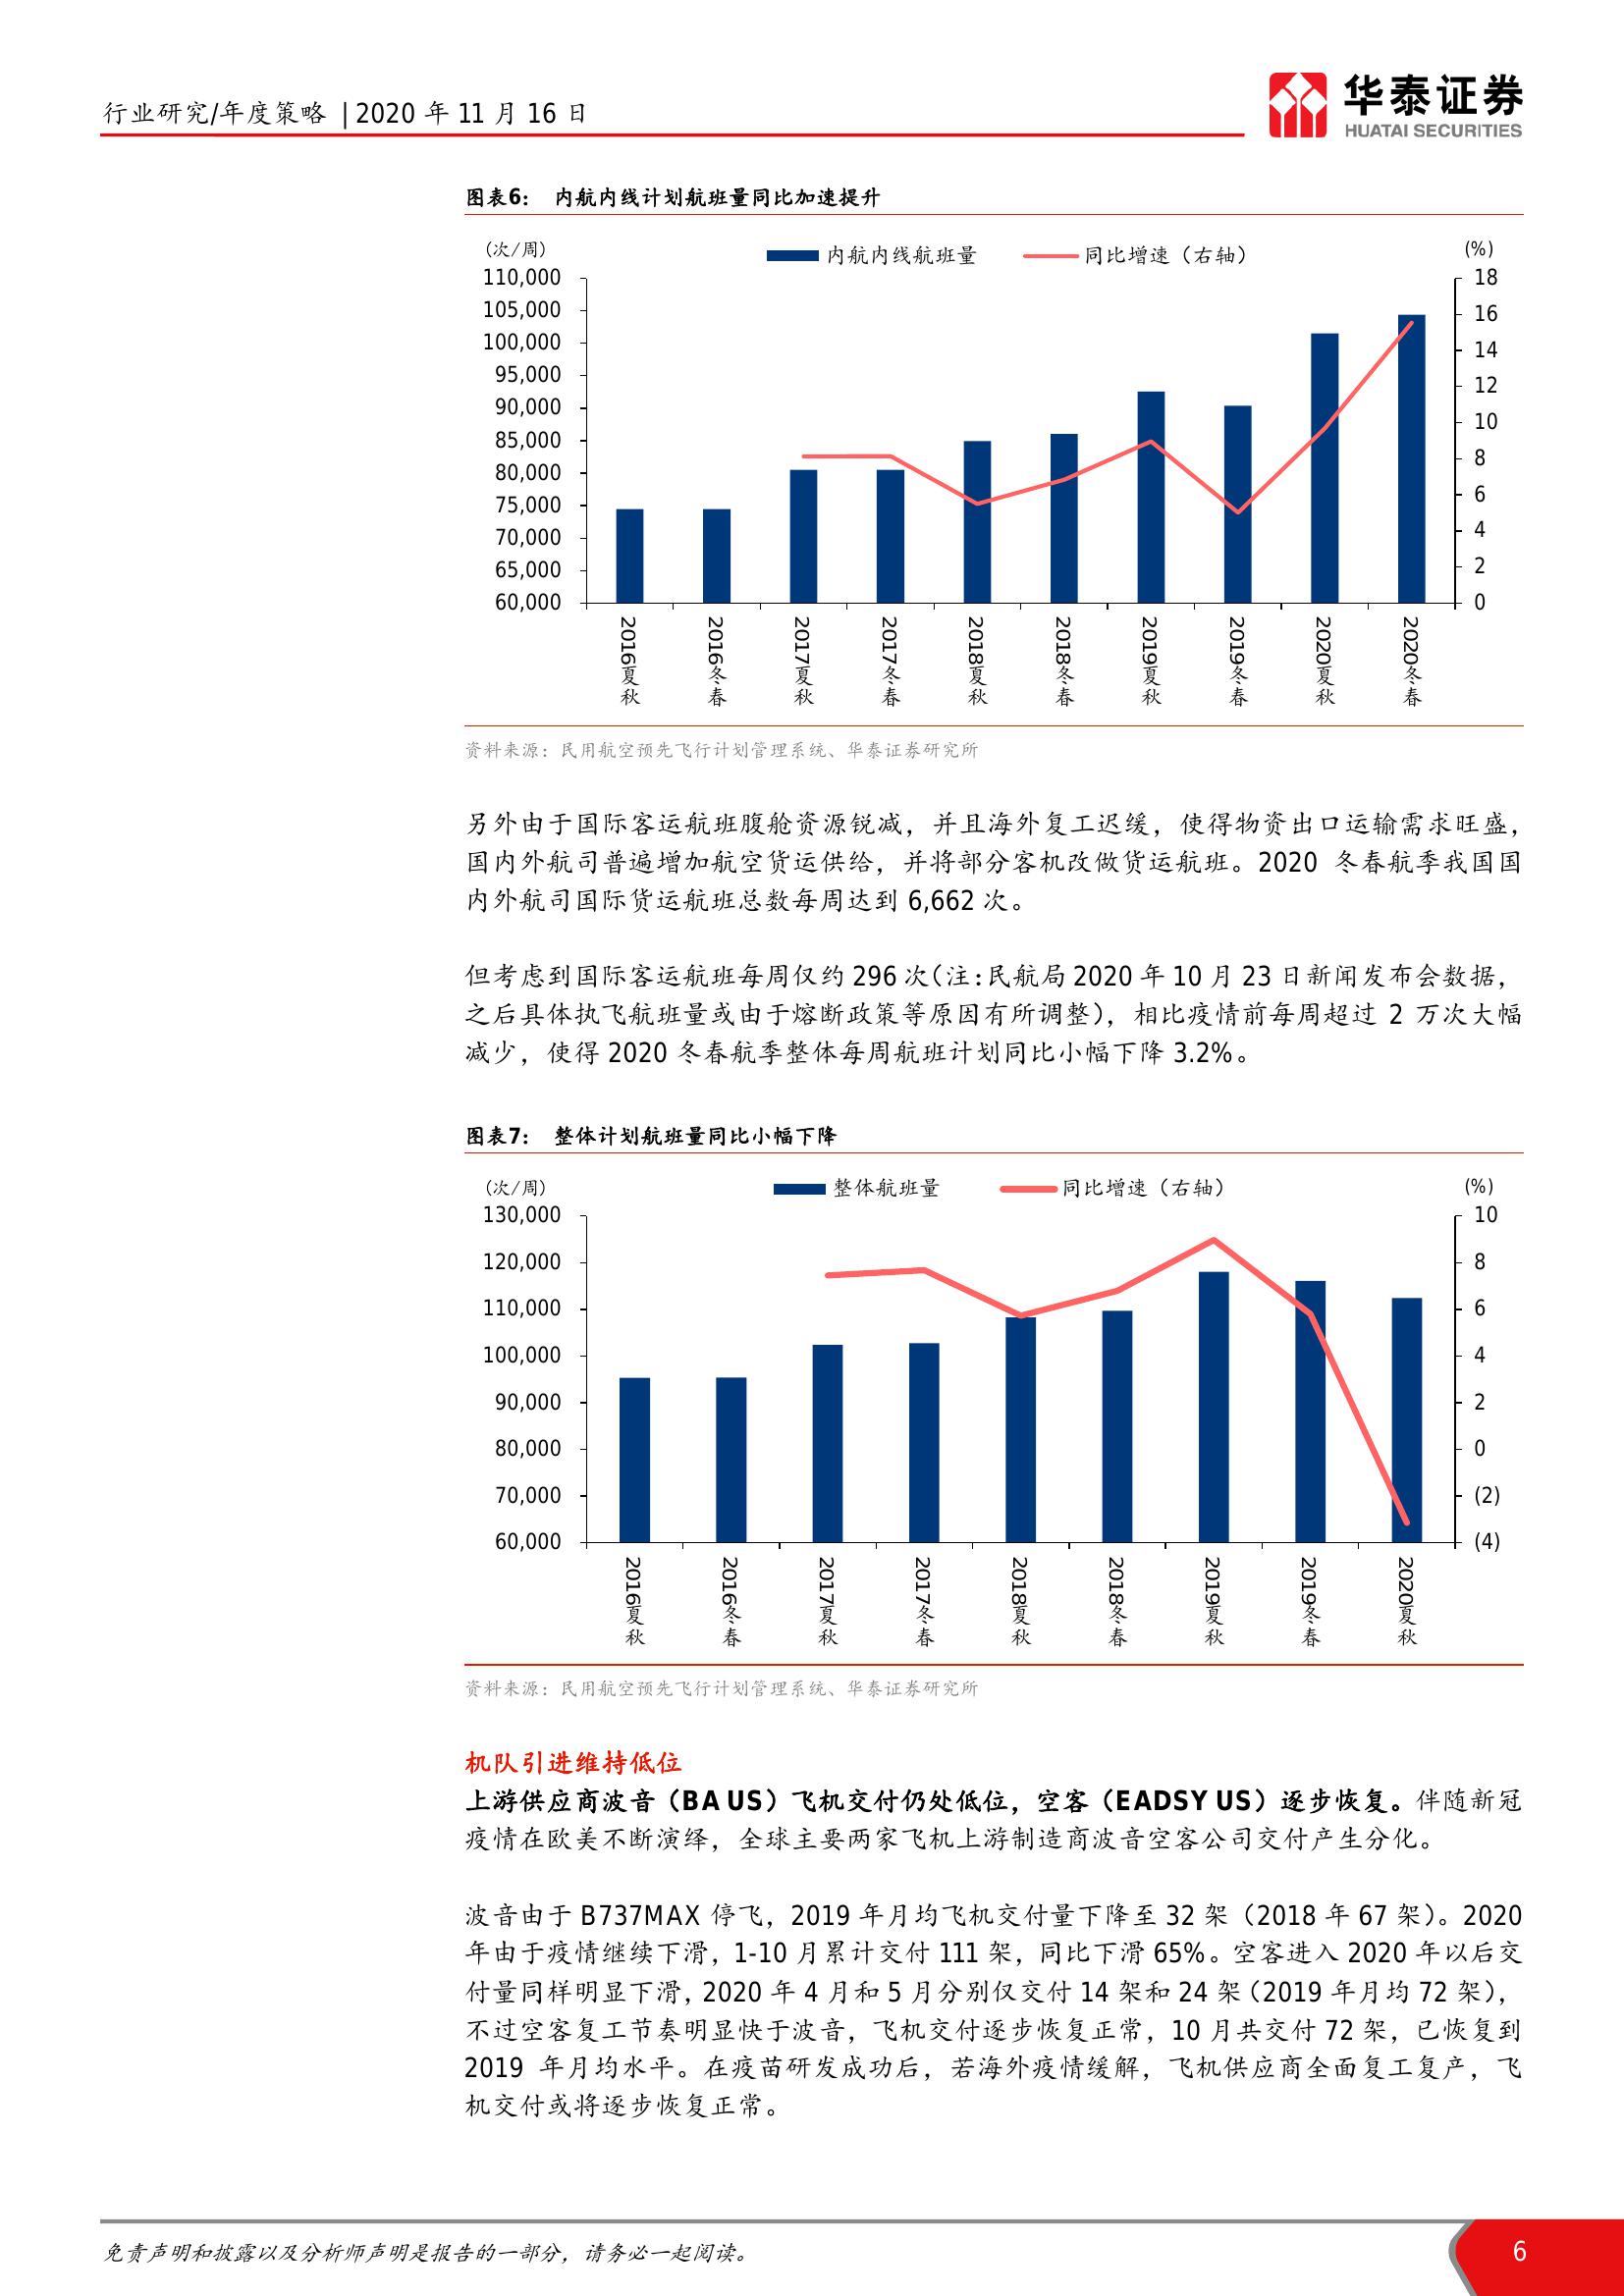 行业研究/年度策略 | 2020 年 11 月 16 日
华泰证券
HUATAI SECURITIES
图表6： 内航内线计划航班量同比加速提升
(次/周) 内航内线航班量 同比增速（右轴） (%)
110,000 18
105,000 16
100,000 14
95,000 12
90,000 10
85,000 8
80,000 6
75,000 4
70,000 2
65,000 0
60,000
2016夏秋 2016冬春 2017夏秋 2017冬春 2018夏秋 2018冬春 2019夏秋 2019冬春 2020夏秋 2020冬春
资料来源：民用航空预先飞行计划管理系统、华泰证券研究所
另外由于国际客运航班腹舱资源锐减，并且海外复工迟缓，使得物资出口运输需求旺盛，
国内外航司普遍增加航空货运供给，并将部分客机改做货运航班。2020 冬春航季我国国
内外航司国际货运航班总数每周达到 6,662 次。
但考虑到国际客运航班每周仅约 296 次（注：民航局 2020 年 10 月 23 日新闻发布会数据，
之后具体执飞航班量或由于熔断政策等原因有所调整），相比疫情前每周超过 2 万次大幅
减少，使得 2020 冬春航季整体每周航班计划同比小幅下降 3.2%。
图表7： 整体计划航班量同比小幅下降
(次/周) 整体航班量 同比增速（右轴） (%)
130,000 10
120,000 8
110,000 6
100,000 4
90,000 2
80,000 0
70,000 (2)
60,000 (4)
2016夏秋 2016冬春 2017夏秋 2017冬春 2018夏秋 2018冬春 2019夏秋 2019冬春 2020夏秋
资料来源：民用航空预先飞行计划管理系统、华泰证券研究所
机队引进维持低位
上游供应商波音（BA US）飞机交付仍处低位，空客（EADSY US）逐步恢复。伴随新冠
疫情在欧美不断演绎，全球主要两家飞机上游制造商波音空客公司交付产生分化。
波音由于 B737MAX 停飞，2019 年月均飞机交付量下降至 32 架（2018 年 67 架）。2020
年由于疫情继续下滑，1-10 月累计交付 111 架，同比下滑 65%。空客进入 2020 年以后交
付量同样明显下滑，2020 年 4 月和 5 月分别仅交付 14 架和 24 架（2019 年月均 72 架），
不过空客复工节奏明显快于波音，飞机交付逐步恢复正常，10 月共交付 72 架，已恢复到
2019 年月均水平。在疫苗研发成功后，若海外疫情缓解，飞机供应商全面复工复产，飞
机交付或将逐步恢复正常。
免责声明和披露以及分析师声明是报告的一部分，请务必一起阅读。 6